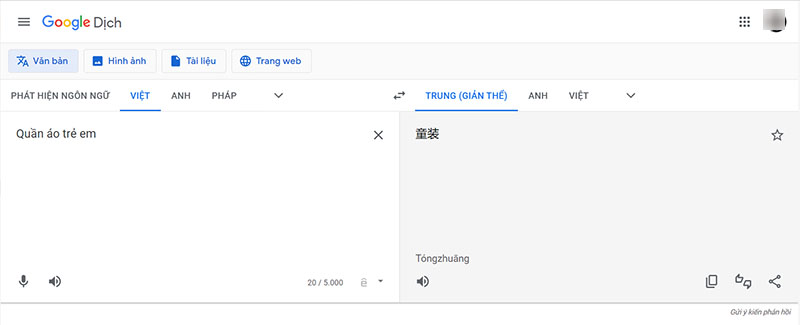 Google Dịch
Văn bản Hình ảnh Tài liệu Trang web
PHÁT HIỆN NGÔN NGỮ VIỆT ANH PHÁP TRUNG (GIẢN THỂ) ANH VIỆT
Quần áo trẻ em
童装
Tóngzhuāng
20 / 5.000
Gửi ý kiến phản hồi